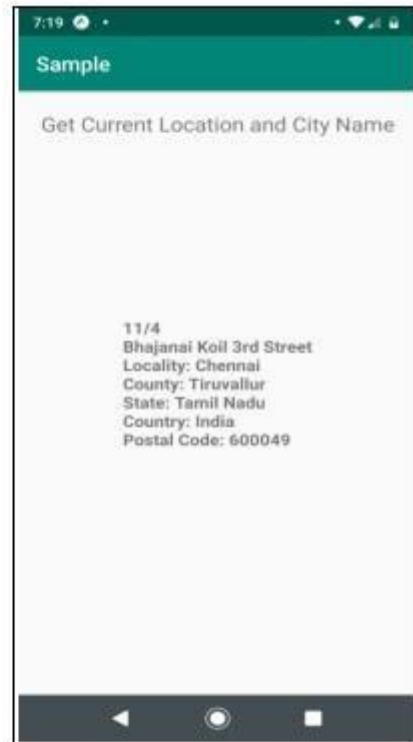 7:19
Sample
Get Current Location and City Name
11/4
Bhajanai Koil 3rd Street
Locality: Chennai
County: Tiruvallur
State: Tamil Nadu
Country: India
Postal Code: 600049